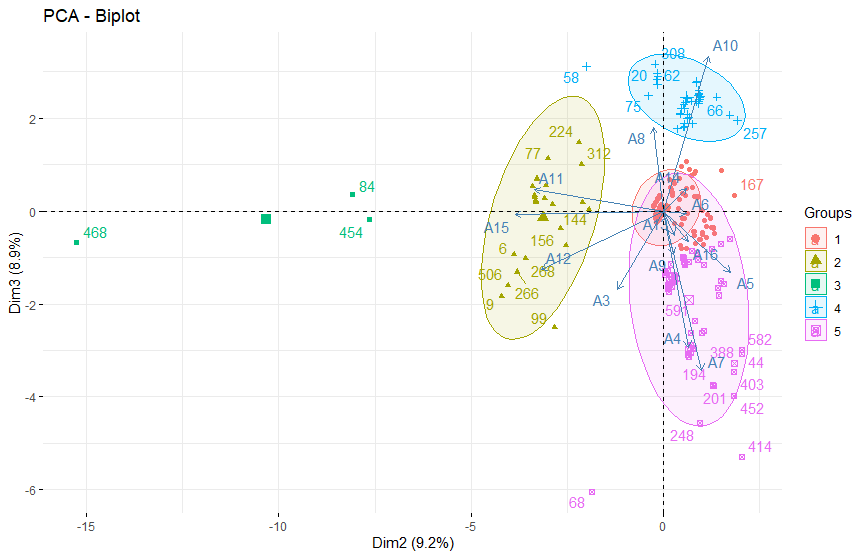 PCA - Biplot
308
A10
58
20
62
75
66
257
A8
224
77
312
A11
A14
167
84
A6
144
A15
468
454
A13
156
6
A12
A16
268
A9
506
266
A5
9
A3
591
99
A4
582
388
44
A7
194
403
201
452
248
414
68
2
0
-2
-4
-6
Dim3 (8.9%)
-15
-10
-5
0
Dim2 (9.2%)
Groups
a 1
a 2
a 3
a 4
a 5